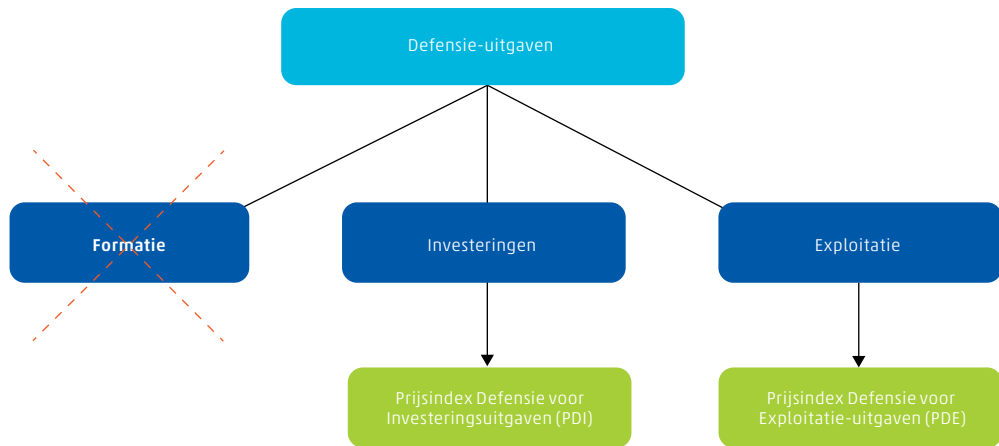 Defensie-uitgaven
Formatie
Investeringen
Exploitatie
Prijsindex Defensie voor
Investeringsuitgaven (PDI)
Prijsindex Defensie voor
Exploitatie-uitgaven (PDE)